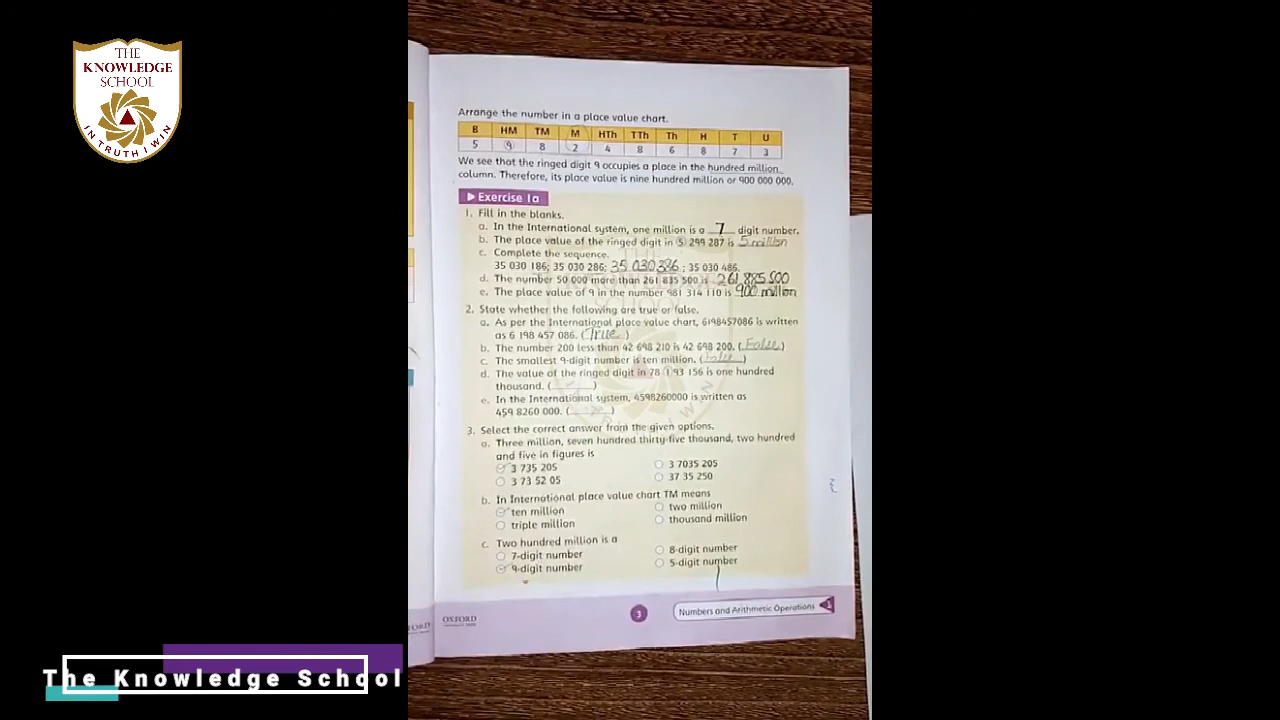 THE
KNOWLEDGE
SCHOOL
IN TRUTH I WIN
Arrange the number in a place value chart.
B HM TM M HTh TTh Th H T U
5 9 8 2 4 8 6 8 7 3
We see that the ringed digit 9 occupies a place in the hundred million
column. Therefore, its place value is nine hundred million or 900 000 000.
Exercise 1a
1. Fill in the blanks.
a. In the International system, one million is a 7 digit number.
b. The place value of the ringed digit in 5 299 287 is 5 million
c. Complete the sequence.
35 030 186; 35 030 286; 35 030 386; 35 030 486.
d. The number 50 000 more than 261 835 500 is 261 885 500
e. The place value of 9 in the number 981 314 110 is 900 million
2. State whether the following are true or false.
a. As per the International place value chart, 6198457086 is written
as 6 198 457 086. (True)
b. The number 200 less than 42 698 210 is 42 698 200. (False)
c. The smallest 9-digit number is ten million. (False)
d. The value of the ringed digit in 78 1 93 156 is one hundred
thousand. (____)
e. In the International system, 4598260000 is written as
459 8260 000. (____)
3. Select the correct answer from the given options.
a. Three million, seven hundred thirty-five thousand, two hundred
and five in figures is
3 735 205 3 7035 205
3 73 52 05 37 35 250
b. In International place value chart TM means
ten million two million
triple million thousand million
c. Two hundred million is a
7-digit number 8-digit number
9-digit number 5-digit number
OXFORD
3
Numbers and Arithmetic Operations
The Knowledge School